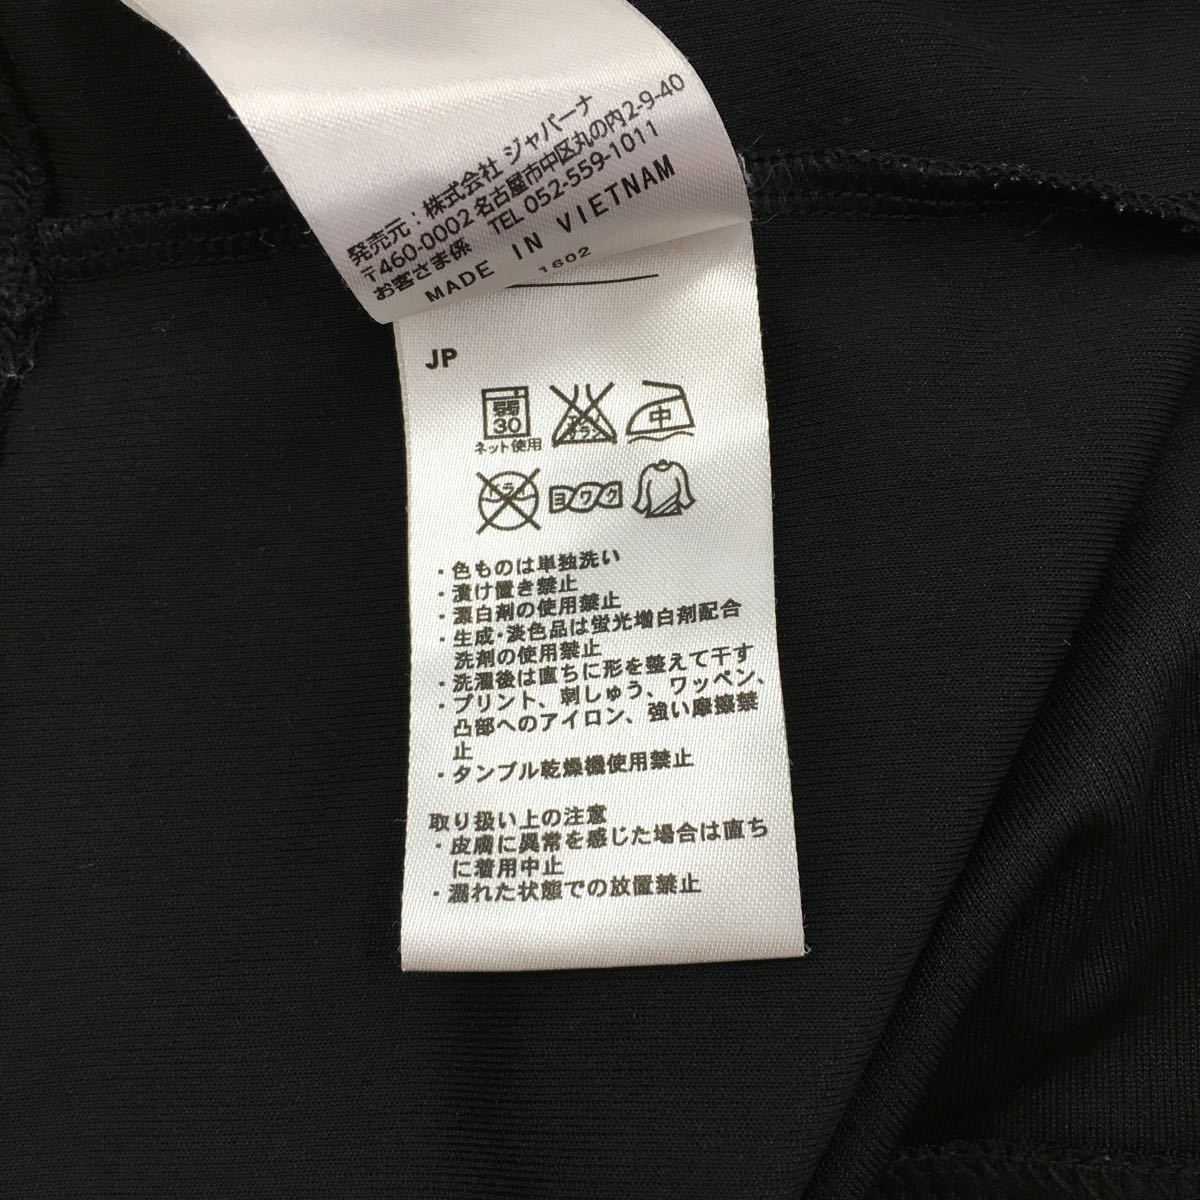 発売元：株式会社 ジャパーナ
〒460-0002 名古屋市中区丸の内2-9-40
お客さま係 TEL 052-559-1011
MADE IN VIETNAM
1602
JP
弱
30
ネット使用
エンソ
サラシ
中
ドライ
ヨワク
・色ものは単独洗い
・漬け置き禁止
・漂白剤の使用禁止
・生成・淡色品は蛍光増白剤配合
洗剤の使用禁止
・洗濯後は直ちに形を整えて干す
・プリント、刺しゅう、ワッペン、
凸部へのアイロン、強い摩擦禁
止
・タンブル乾燥機使用禁止
取り扱い上の注意
・皮膚に異常を感じた場合は直ち
に着用中止
・濡れた状態での放置禁止